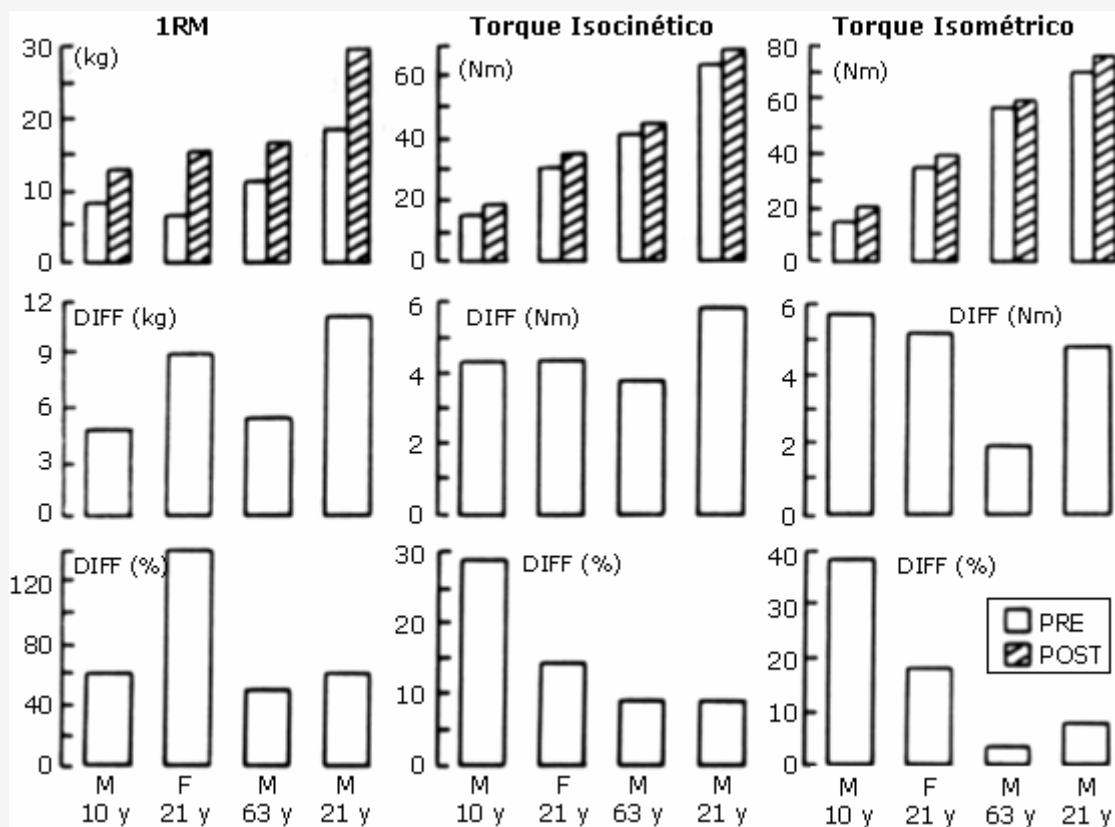 1RM
Torque Isocinético
Torque Isométrico
30
20
10
0
(kg)
60
40
20
0
(Nm)
80
60
40
20
0
(Nm)
12
9
6
3
0
DIFF (kg)
6
4
2
0
DIFF (Nm)
6
4
2
0
DIFF (Nm)
120
80
40
0
DIFF (%)
30
20
10
0
DIFF (%)
40
30
20
10
0
DIFF (%)
PRE
POST
M F M M
10 y 21 y 63 y 21 y
M F M M
10 y 21 y 63 y 21 y
M F M M
10 y 21 y 63 y 21 y